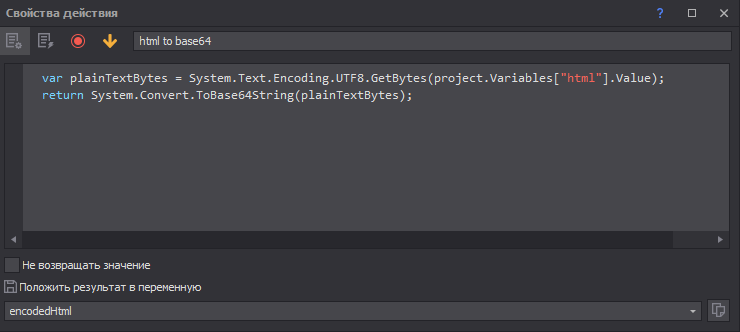 Свойства действия
?
html to base64
var plainTextBytes = System.Text.Encoding.UTF8.GetBytes(project.Variables["html"].Value);
return System.Convert.ToBase64String(plainTextBytes);
Не возвращать значение
Положить результат в переменную
encodedHtml